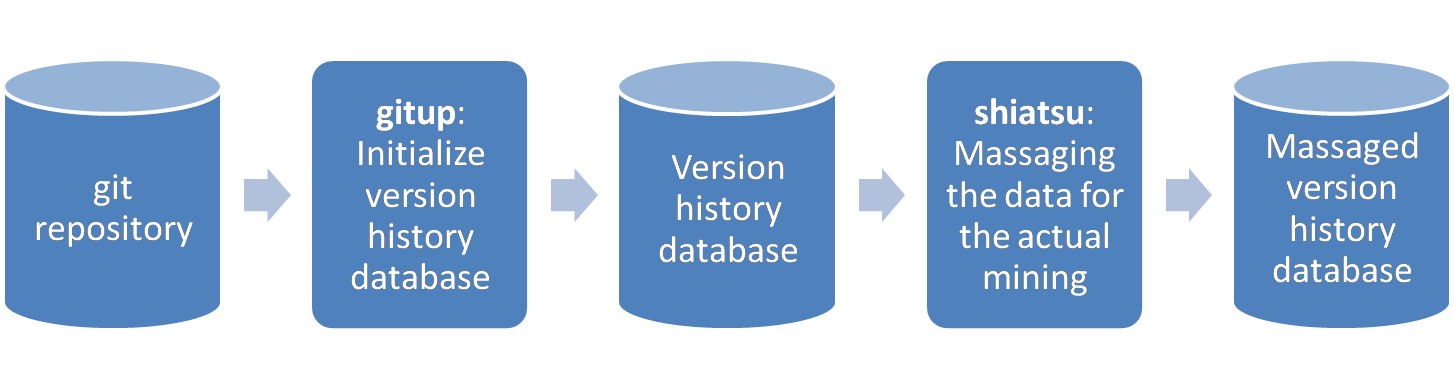 git
repository
gitup:
Initialize
version
history
database
Version
history
database
shiatsu:
Massaging
the data for
the actual
mining
Massaged
version
history
database